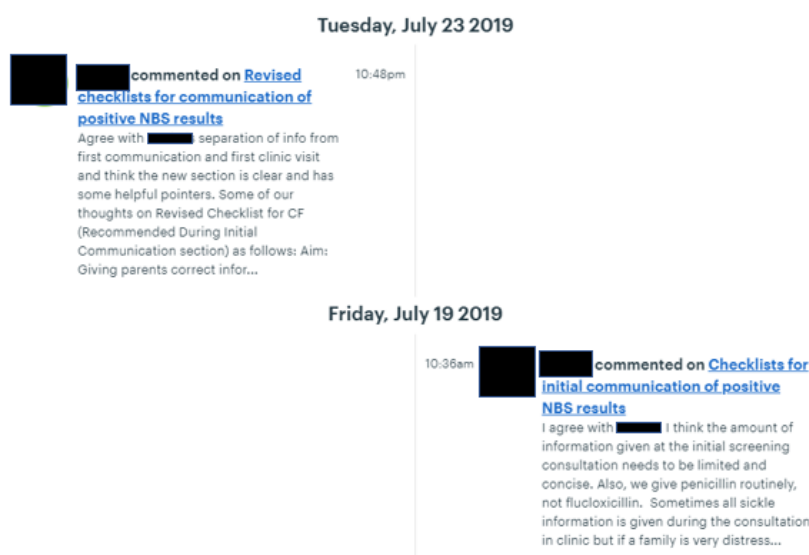 Tuesday, July 23 2019
commented on Revised
10:48pm
checklists for communication of
positive NBS results
Agree with separation of info from
first communication and first clinic visit
and think the new section is clear and has
some helpful pointers. Some of our
thoughts on Revised Checklist for CF
(Recommended During Initial
Communication section) as follows: Aim:
Giving parents correct infor...
Friday, July 19 2019
10:36am
commented on Checklists for
initial communication of positive
NBS results
I agree with I think the amount of
information given at the initial screening
consultation needs to be limited and
concise. Also, we give penicillin routinely,
not flucloxicillin. Sometimes all sickle
information is given during the consultation
in clinic but if a family is very distress...